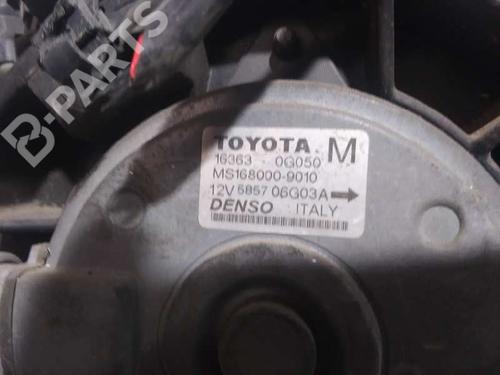 B-PARTS
TOYOTA M
16363 0G050
MS168000-9010
12V 5857 06G03A
DENSO ITALY